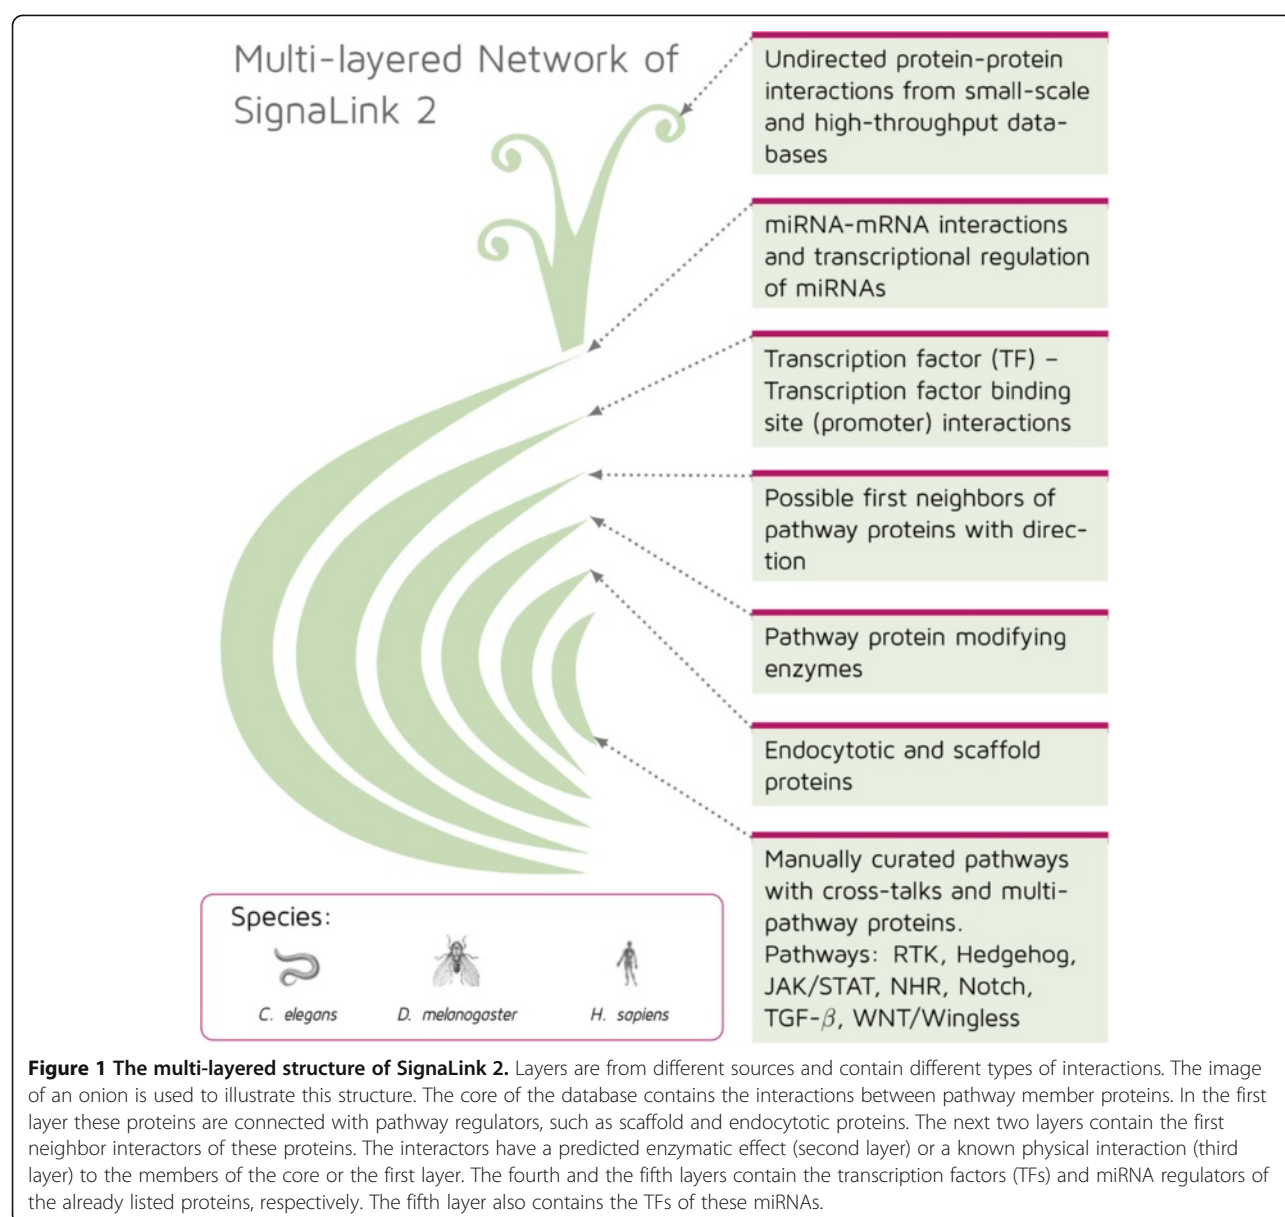 Multi-layered Network of
SignaLink 2
Undirected protein-protein
interactions from small-scale
and high-throughput data-
bases
miRNA-mRNA interactions
and transcriptional regulation
of miRNAs
Transcription factor (TF) –
Transcription factor binding
site (promoter) interactions
Possible first neighbors of
pathway proteins with direc-
tion
Pathway protein modifying
enzymes
Endocytotic and scaffold
proteins
Manually curated pathways
with cross-talks and multi-
pathway proteins.
Pathways: RTK, Hedgehog,
JAK/STAT, NHR, Notch,
TGF-β, WNT/Wingless
Species:
C. elegans D. melanogaster H. sapiens
Figure 1 The multi-layered structure of SignaLink 2. Layers are from different sources and contain different types of interactions. The image
of an onion is used to illustrate this structure. The core of the database contains the interactions between pathway member proteins. In the first
layer these proteins are connected with pathway regulators, such as scaffold and endocytotic proteins. The next two layers contain the first
neighbor interactors of these proteins. The interactors have a predicted enzymatic effect (second layer) or a known physical interaction (third
layer) to the members of the core or the first layer. The fourth and the fifth layers contain the transcription factors (TFs) and miRNA regulators of
the already listed proteins, respectively. The fifth layer also contains the TFs of these miRNAs.